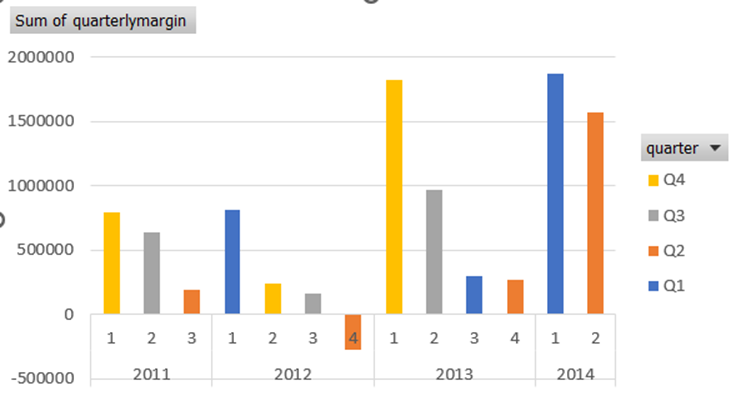 Sum of quarterlymargin
2000000
1500000
1000000
500000
0
-500000
1 2 3 1 2 3 4 1 2 3 4 1 2
2011 2012 2013 2014
quarter
Q4
Q3
Q2
Q1